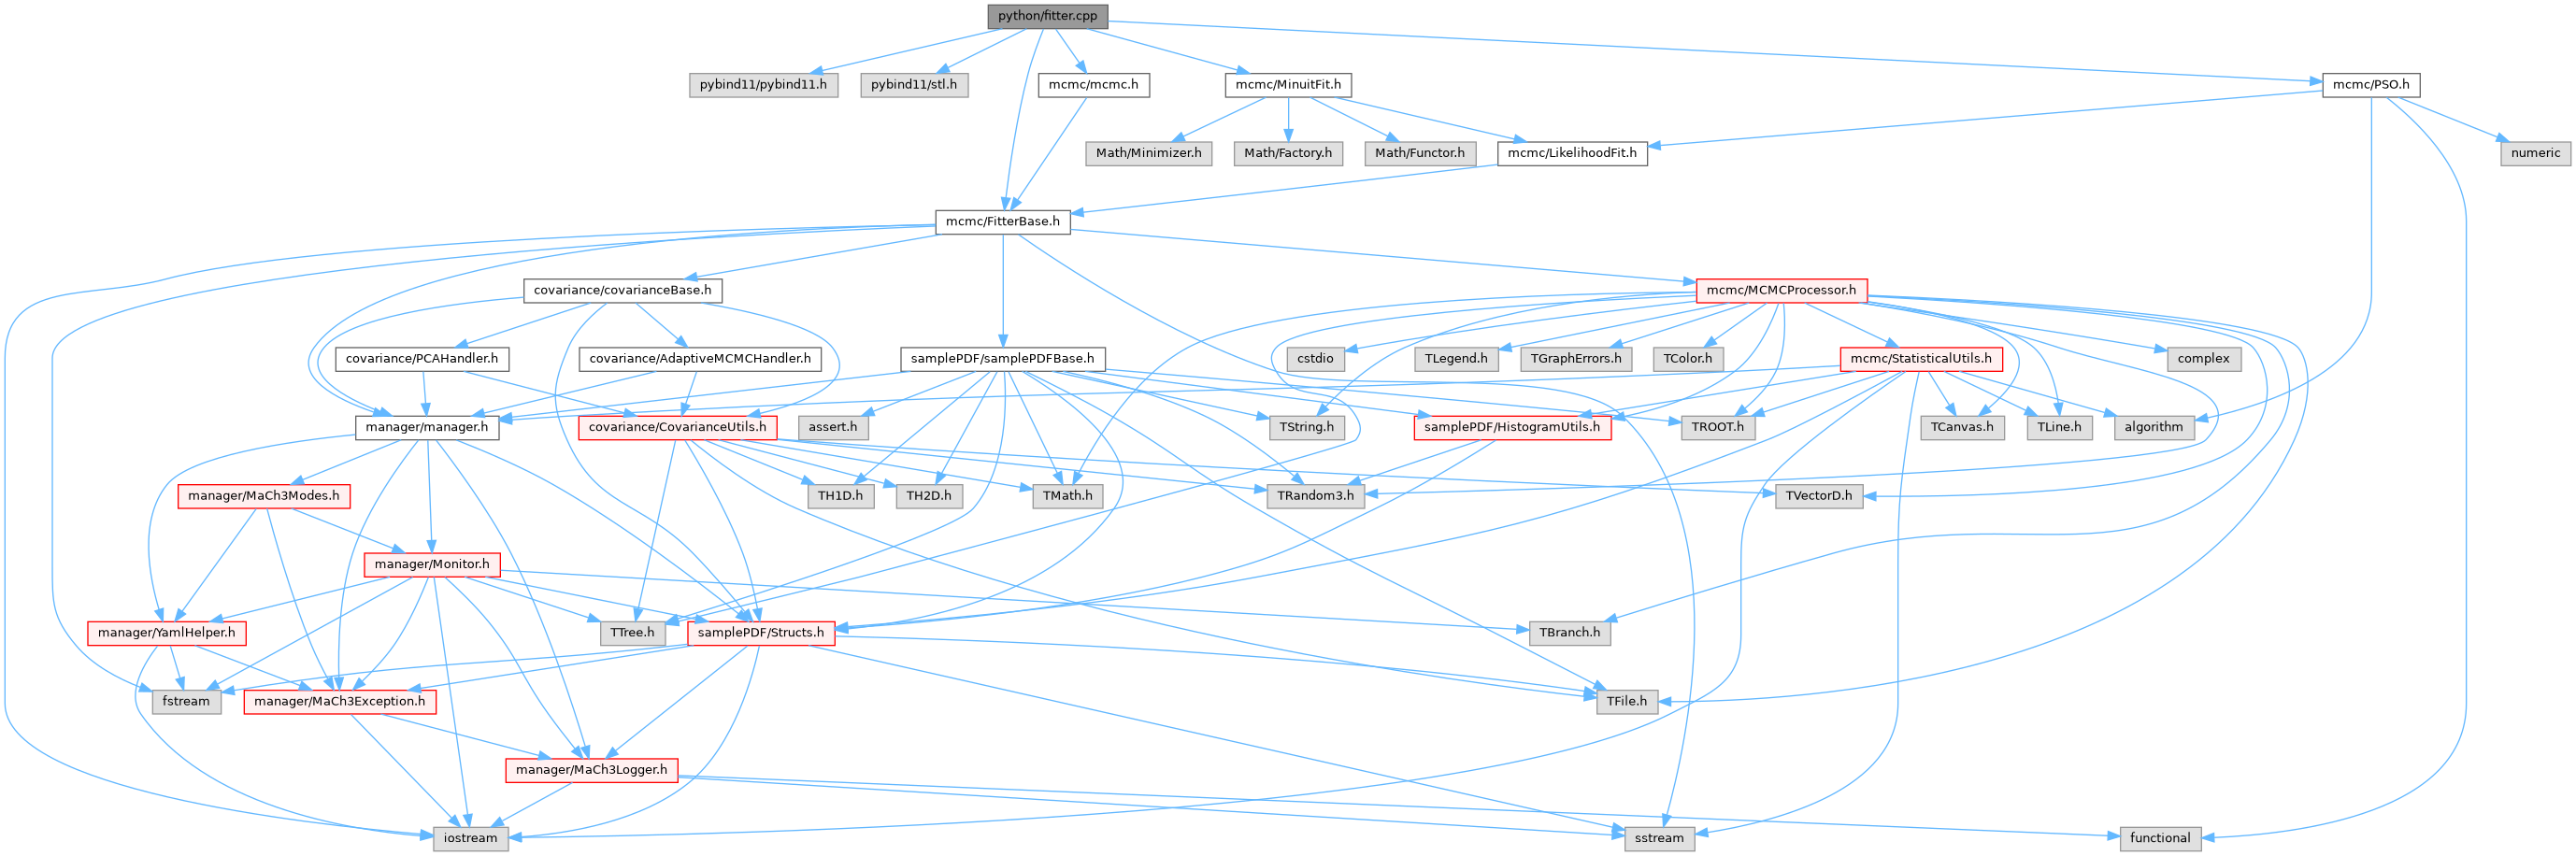 python/fitter.cpp
pybind11/pybind11.h
pybind11/stl.h
mcmc/mcmc.h
mcmc/MinuitFit.h
mcmc/PSO.h
Math/Minimizer.h
Math/Factory.h
Math/Functor.h
mcmc/LikelihoodFit.h
numeric
mcmc/FitterBase.h
covariance/covarianceBase.h
mcmc/MCMCProcessor.h
covariance/PCAHandler.h
covariance/AdaptiveMCMCHandler.h
samplePDF/samplePDFBase.h
cstdio
TLegend.h
TGraphErrors.h
TColor.h
mcmc/StatisticalUtils.h
complex
manager/manager.h
covariance/CovarianceUtils.h
assert.h
TString.h
samplePDF/HistogramUtils.h
TROOT.h
TCanvas.h
TLine.h
algorithm
manager/MaCh3Modes.h
TH1D.h
TH2D.h
TMath.h
TRandom3.h
TVectorD.h
manager/Monitor.h
manager/YamlHelper.h
TTree.h
samplePDF/Structs.h
TBranch.h
fstream
manager/MaCh3Exception.h
TFile.h
manager/MaCh3Logger.h
iostream
sstream
functional